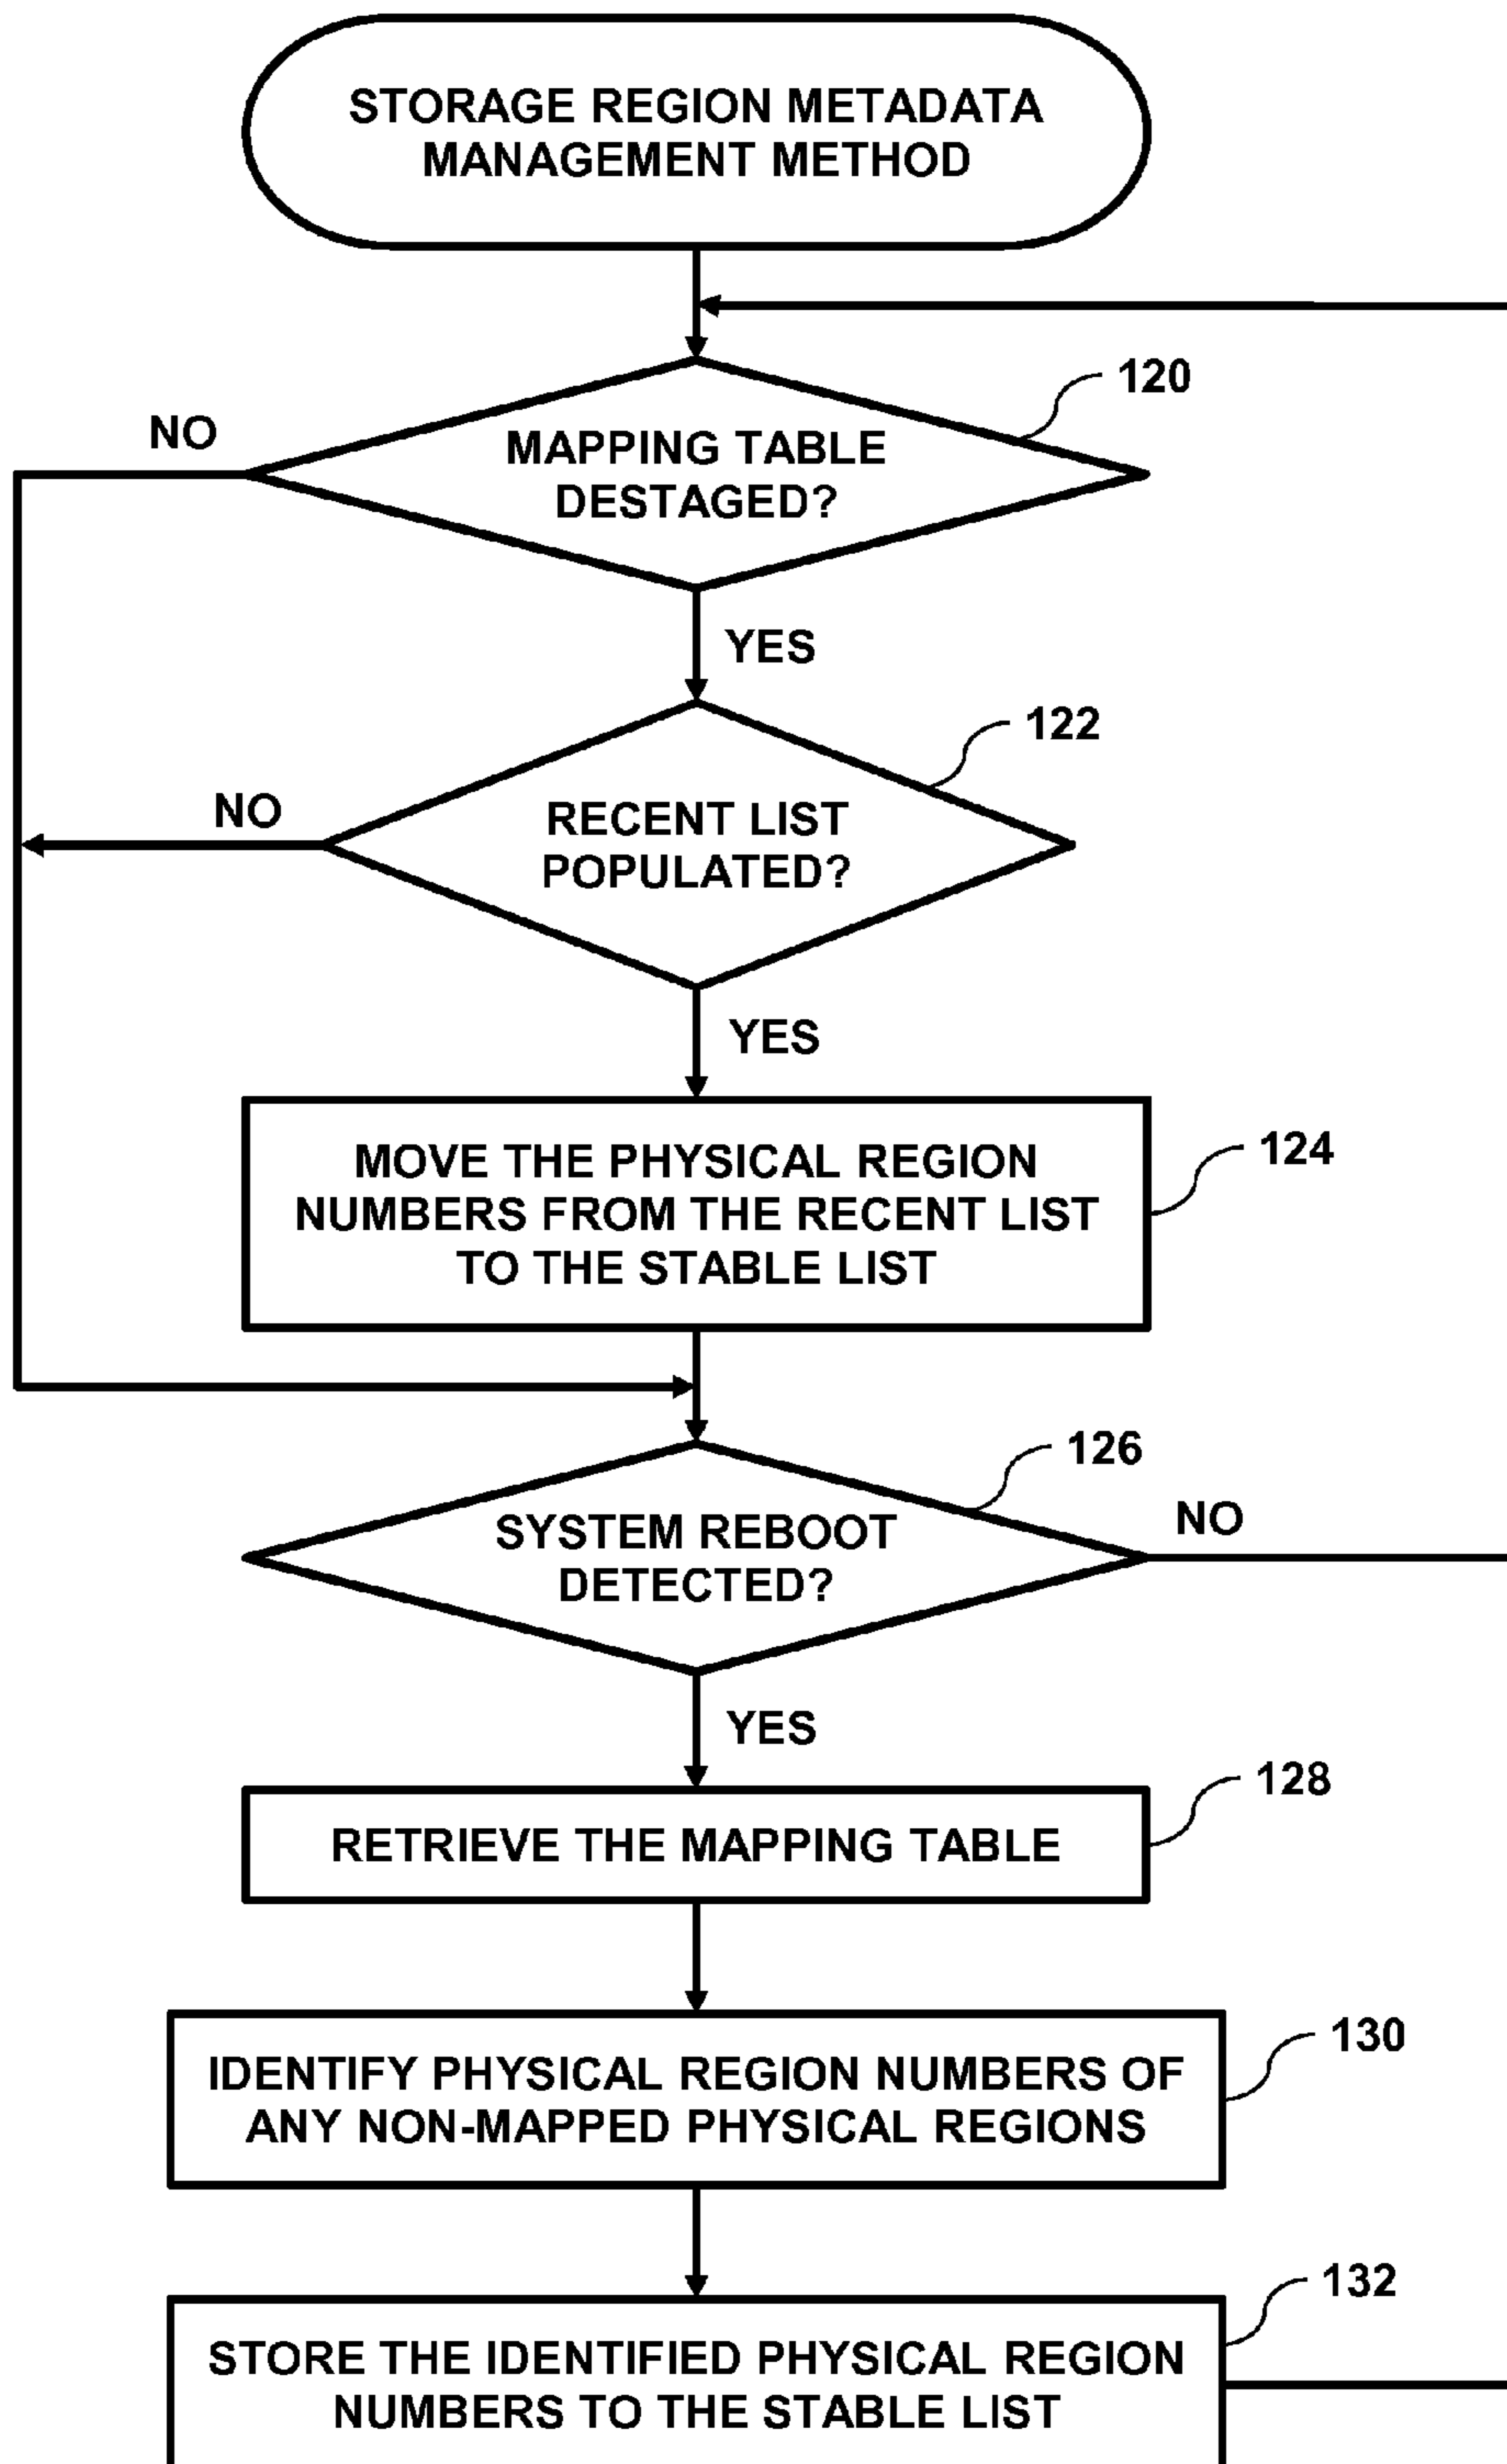 STORAGE REGION METADATA
MANAGEMENT METHOD
120
NO
MAPPING TABLE
DESTAGED?
YES
122
NO
RECENT LIST
POPULATED?
YES
124
MOVE THE PHYSICAL REGION
NUMBERS FROM THE RECENT LIST
TO THE STABLE LIST
126
NO
SYSTEM REBOOT
DETECTED?
YES
128
RETRIEVE THE MAPPING TABLE
130
IDENTIFY PHYSICAL REGION NUMBERS OF
ANY NON-MAPPED PHYSICAL REGIONS
132
STORE THE IDENTIFIED PHYSICAL REGION
NUMBERS TO THE STABLE LIST